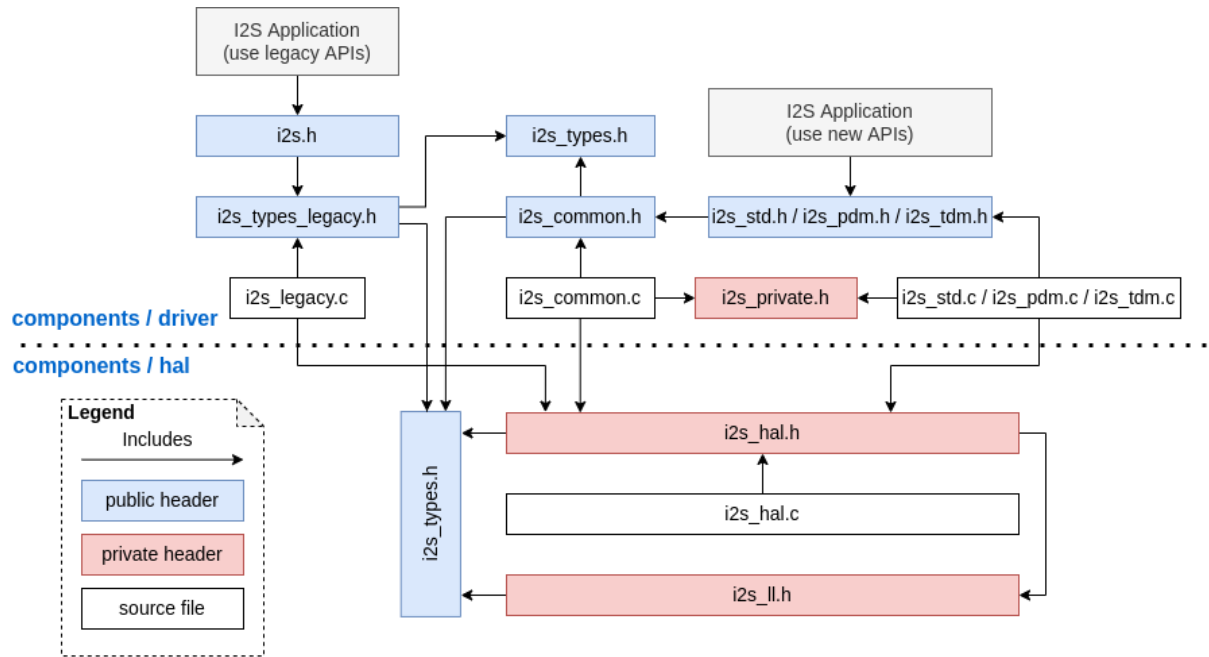 I2S Application
(use legacy APIs)
I2S Application
(use new APIs)
i2s.h
i2s_types.h
i2s_types_legacy.h
i2s_common.h
i2s_std.h / i2s_pdm.h / i2s_tdm.h
i2s_legacy.c
i2s_common.c
i2s_private.h
i2s_std.c / i2s_pdm.c / i2s_tdm.c
components / driver
components / hal
Legend
Includes
public header
private header
source file
i2s_types.h
i2s_hal.h
i2s_hal.c
i2s_ll.h